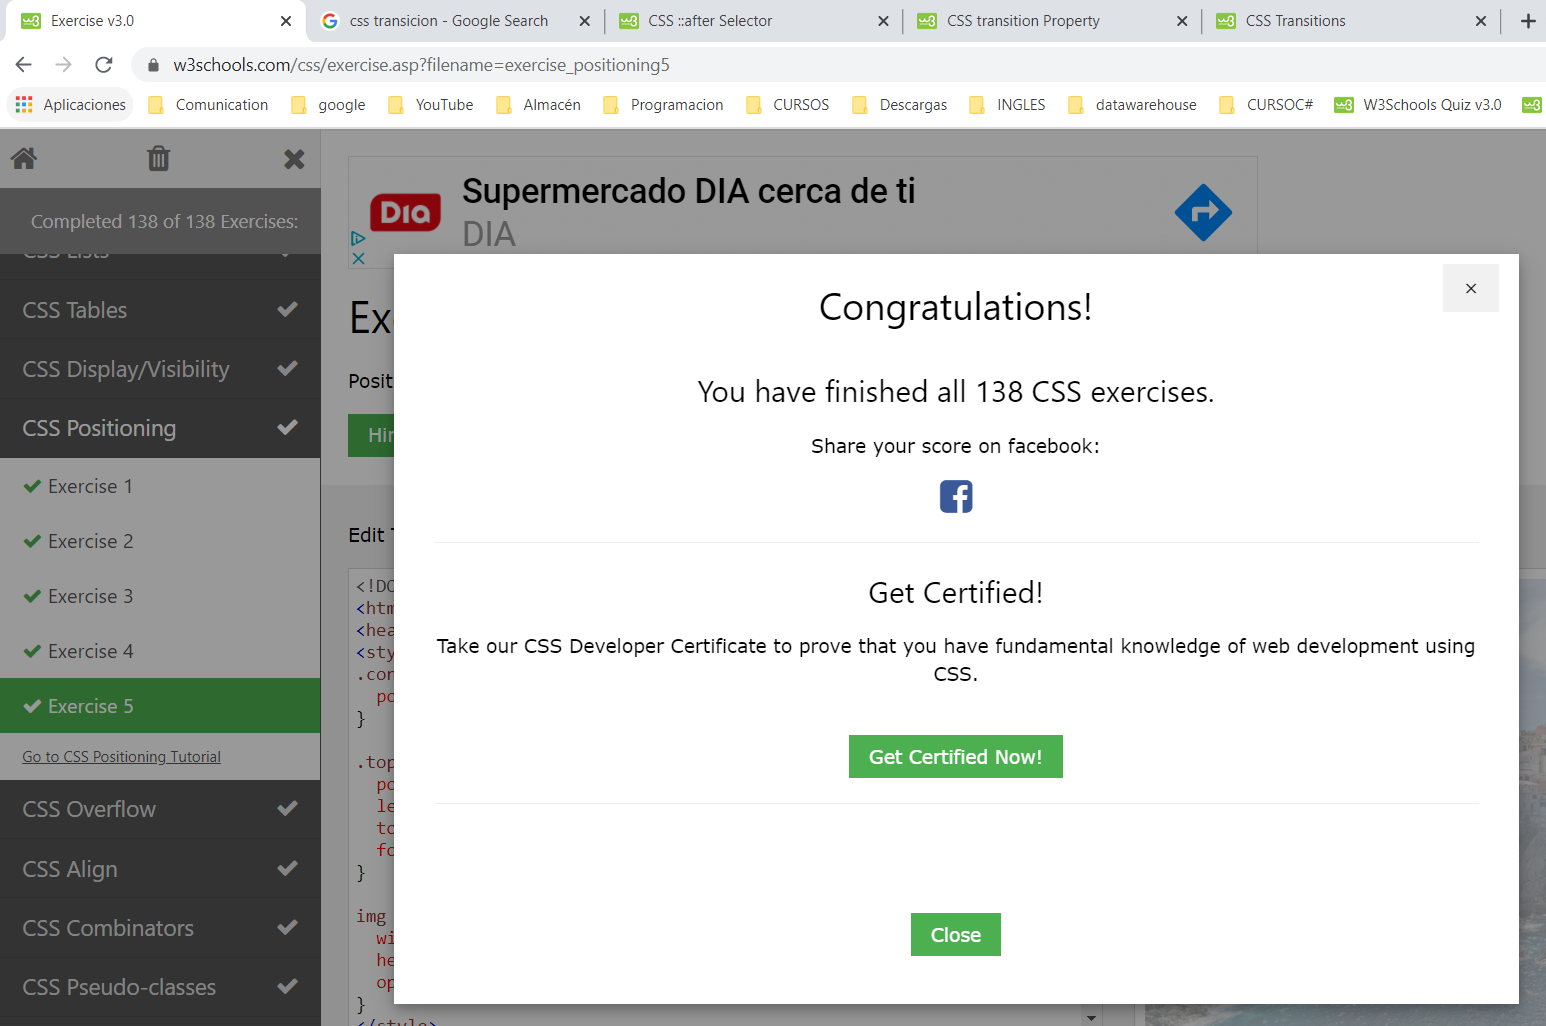 Exercise v3.0
css transicion - Google Search
CSS ::after Selector
CSS transition Property
CSS Transitions
w3schools.com/css/exercise.asp?filename=exercise_positioning5
Aplicaciones
Comunication
google
YouTube
Almacén
Programacion
CURSOS
Descargas
INGLES
datawarehouse
CURSOC#
W3Schools Quiz v3.0
Completed 138 of 138 Exercises:
CSS Lists
CSS Tables
CSS Display/Visibility
CSS Positioning
Exercise 1
Exercise 2
Exercise 3
Exercise 4
Exercise 5
Go to CSS Positioning Tutorial
CSS Overflow
CSS Align
CSS Combinators
CSS Pseudo-classes
Dia
Supermercado DIA cerca de ti
DIA
Ex
Posit
Hin
Edit
<!DO
<htm
<hea
<sty
.con
po
}
.top
po
le
to
fo
}
img
wi
he
op
}
</style>
Congratulations!
You have finished all 138 CSS exercises.
Share your score on facebook:
Get Certified!
Take our CSS Developer Certificate to prove that you have fundamental knowledge of web development using
CSS.
Get Certified Now!
Close